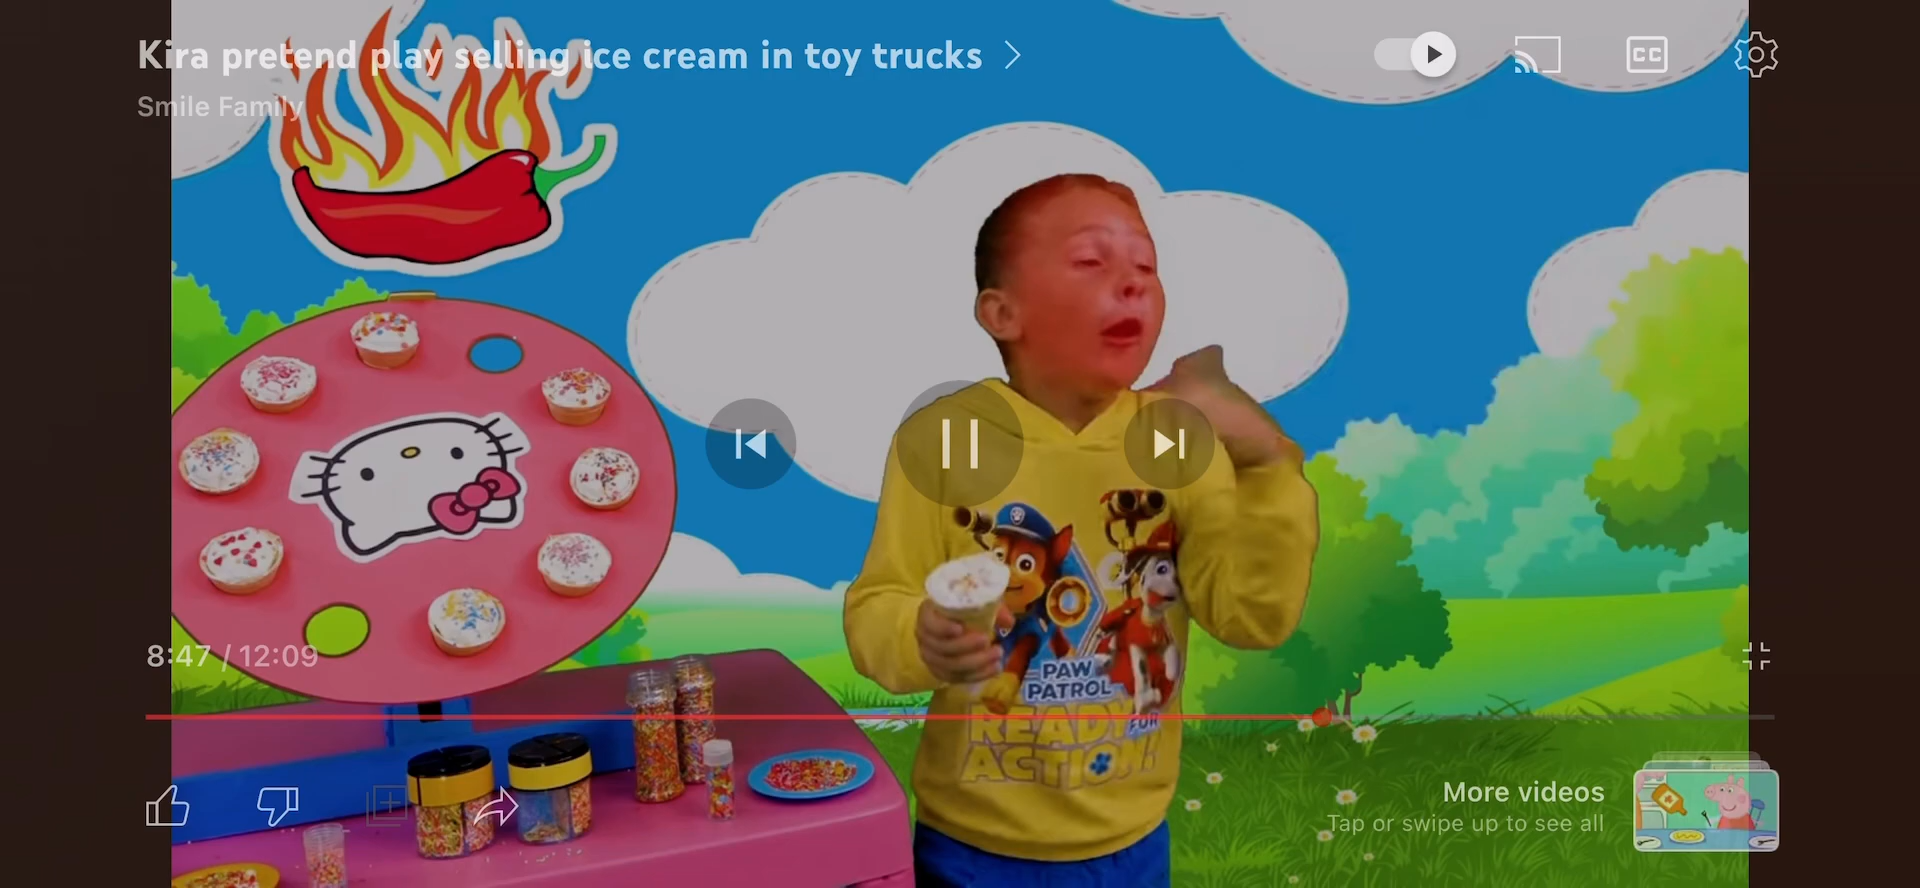 Kira pretend play selling ice cream in toy trucks
Smile Family
CC
PAW
PATROL
READY FOR
ACTION!
8:47 / 12:09
More videos
Tap or swipe up to see all